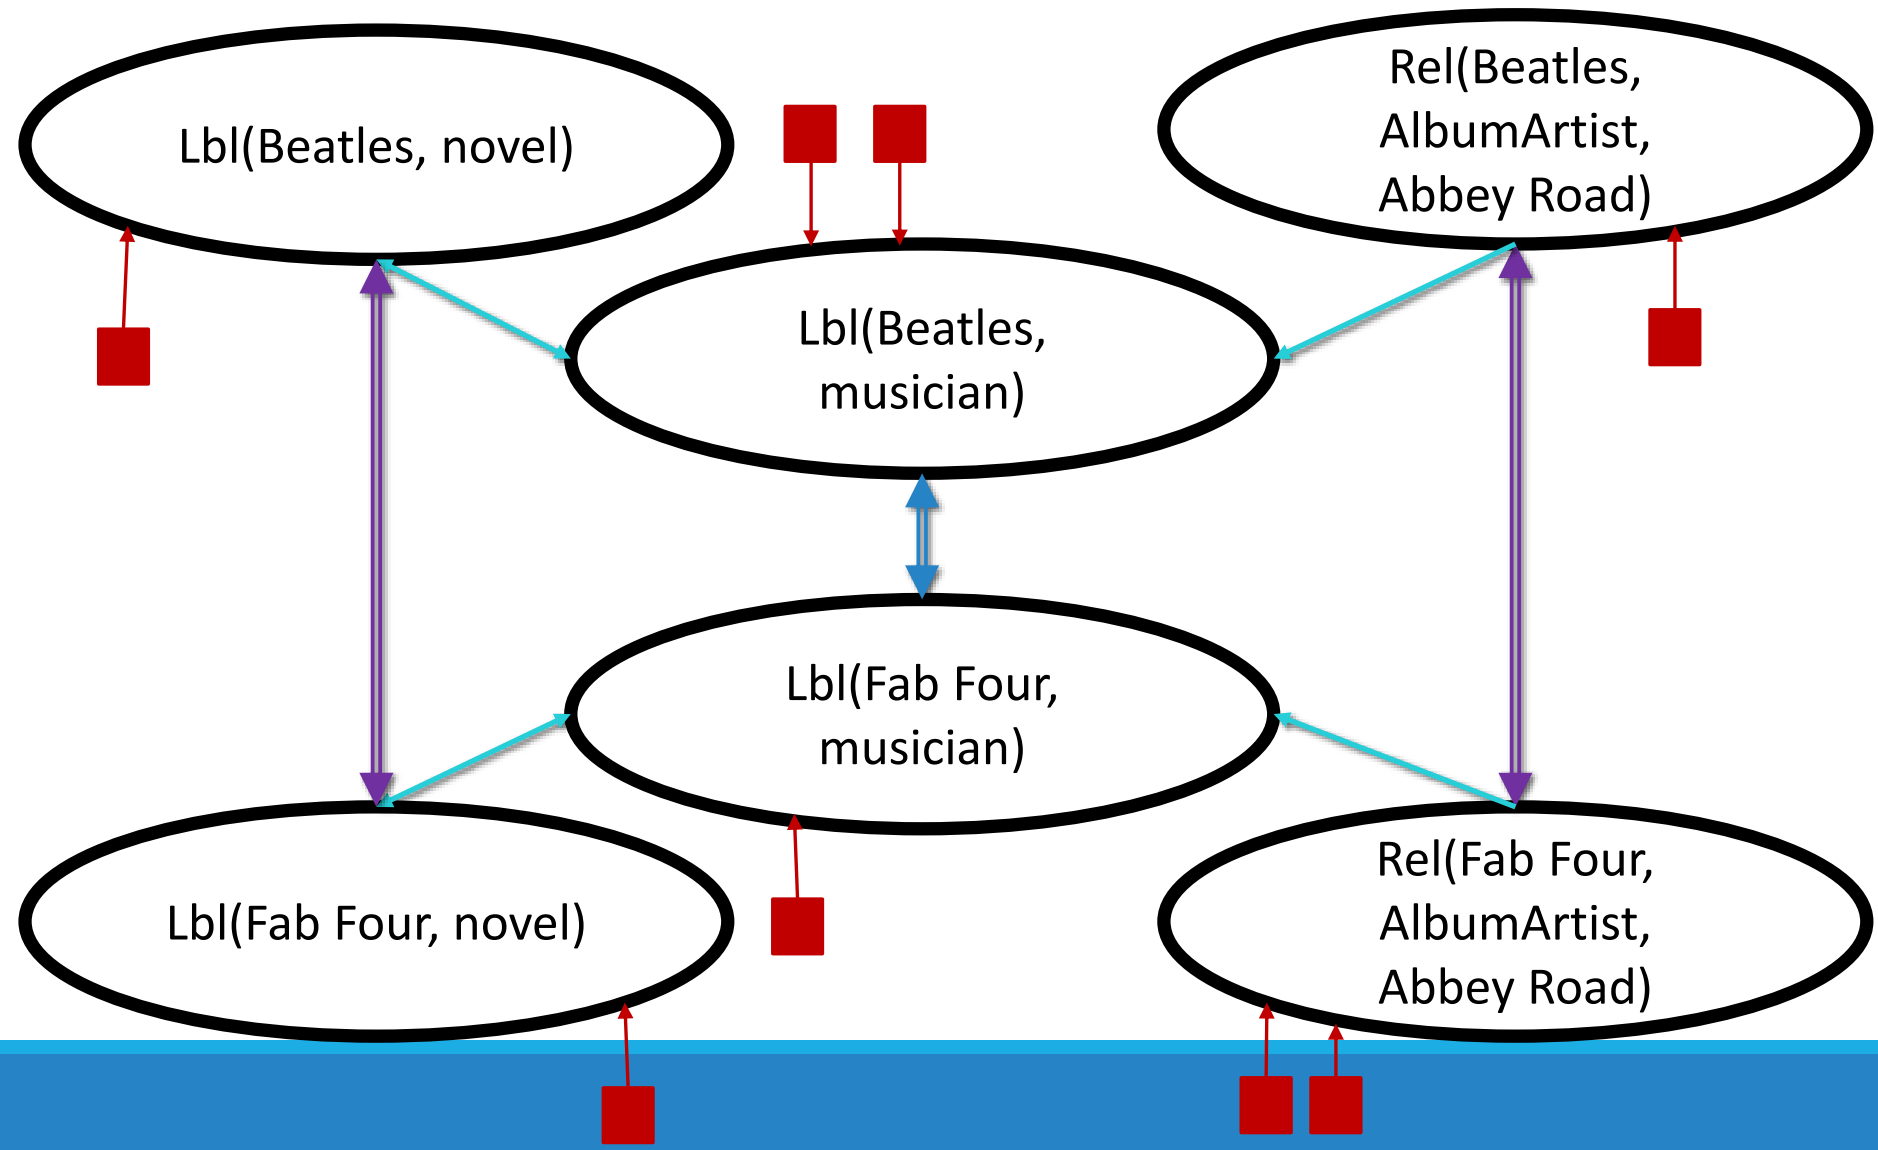 Lbl(Beatles, novel)
Rel(Beatles,
AlbumArtist,
Abbey Road)
Lbl(Beatles,
musician)
Lbl(Fab Four,
musician)
Lbl(Fab Four, novel)
Rel(Fab Four,
AlbumArtist,
Abbey Road)